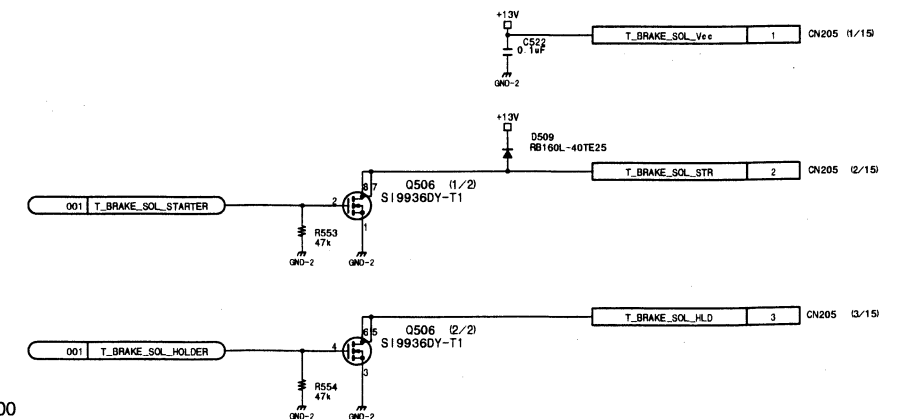 +13V
T_BRAKE_SOL_Vcc 1 CN205 (1/15)
C522
0.1uF
GND-2
+13V
D509
RB160L-40TE25
T_BRAKE_SOL_STR 2 CN205 (2/15)
8 7
Q506 (1/2)
SI9936DY-T1
001 T_BRAKE_SOL_STARTER
2
1
R553
47k
GND-2 GND-2
T_BRAKE_SOL_HLD 3 CN205 (3/15)
6 5
Q506 (2/2)
SI9936DY-T1
001 T_BRAKE_SOL_HOLDER
4
3
R554
47k
00
GND-2 GND-2